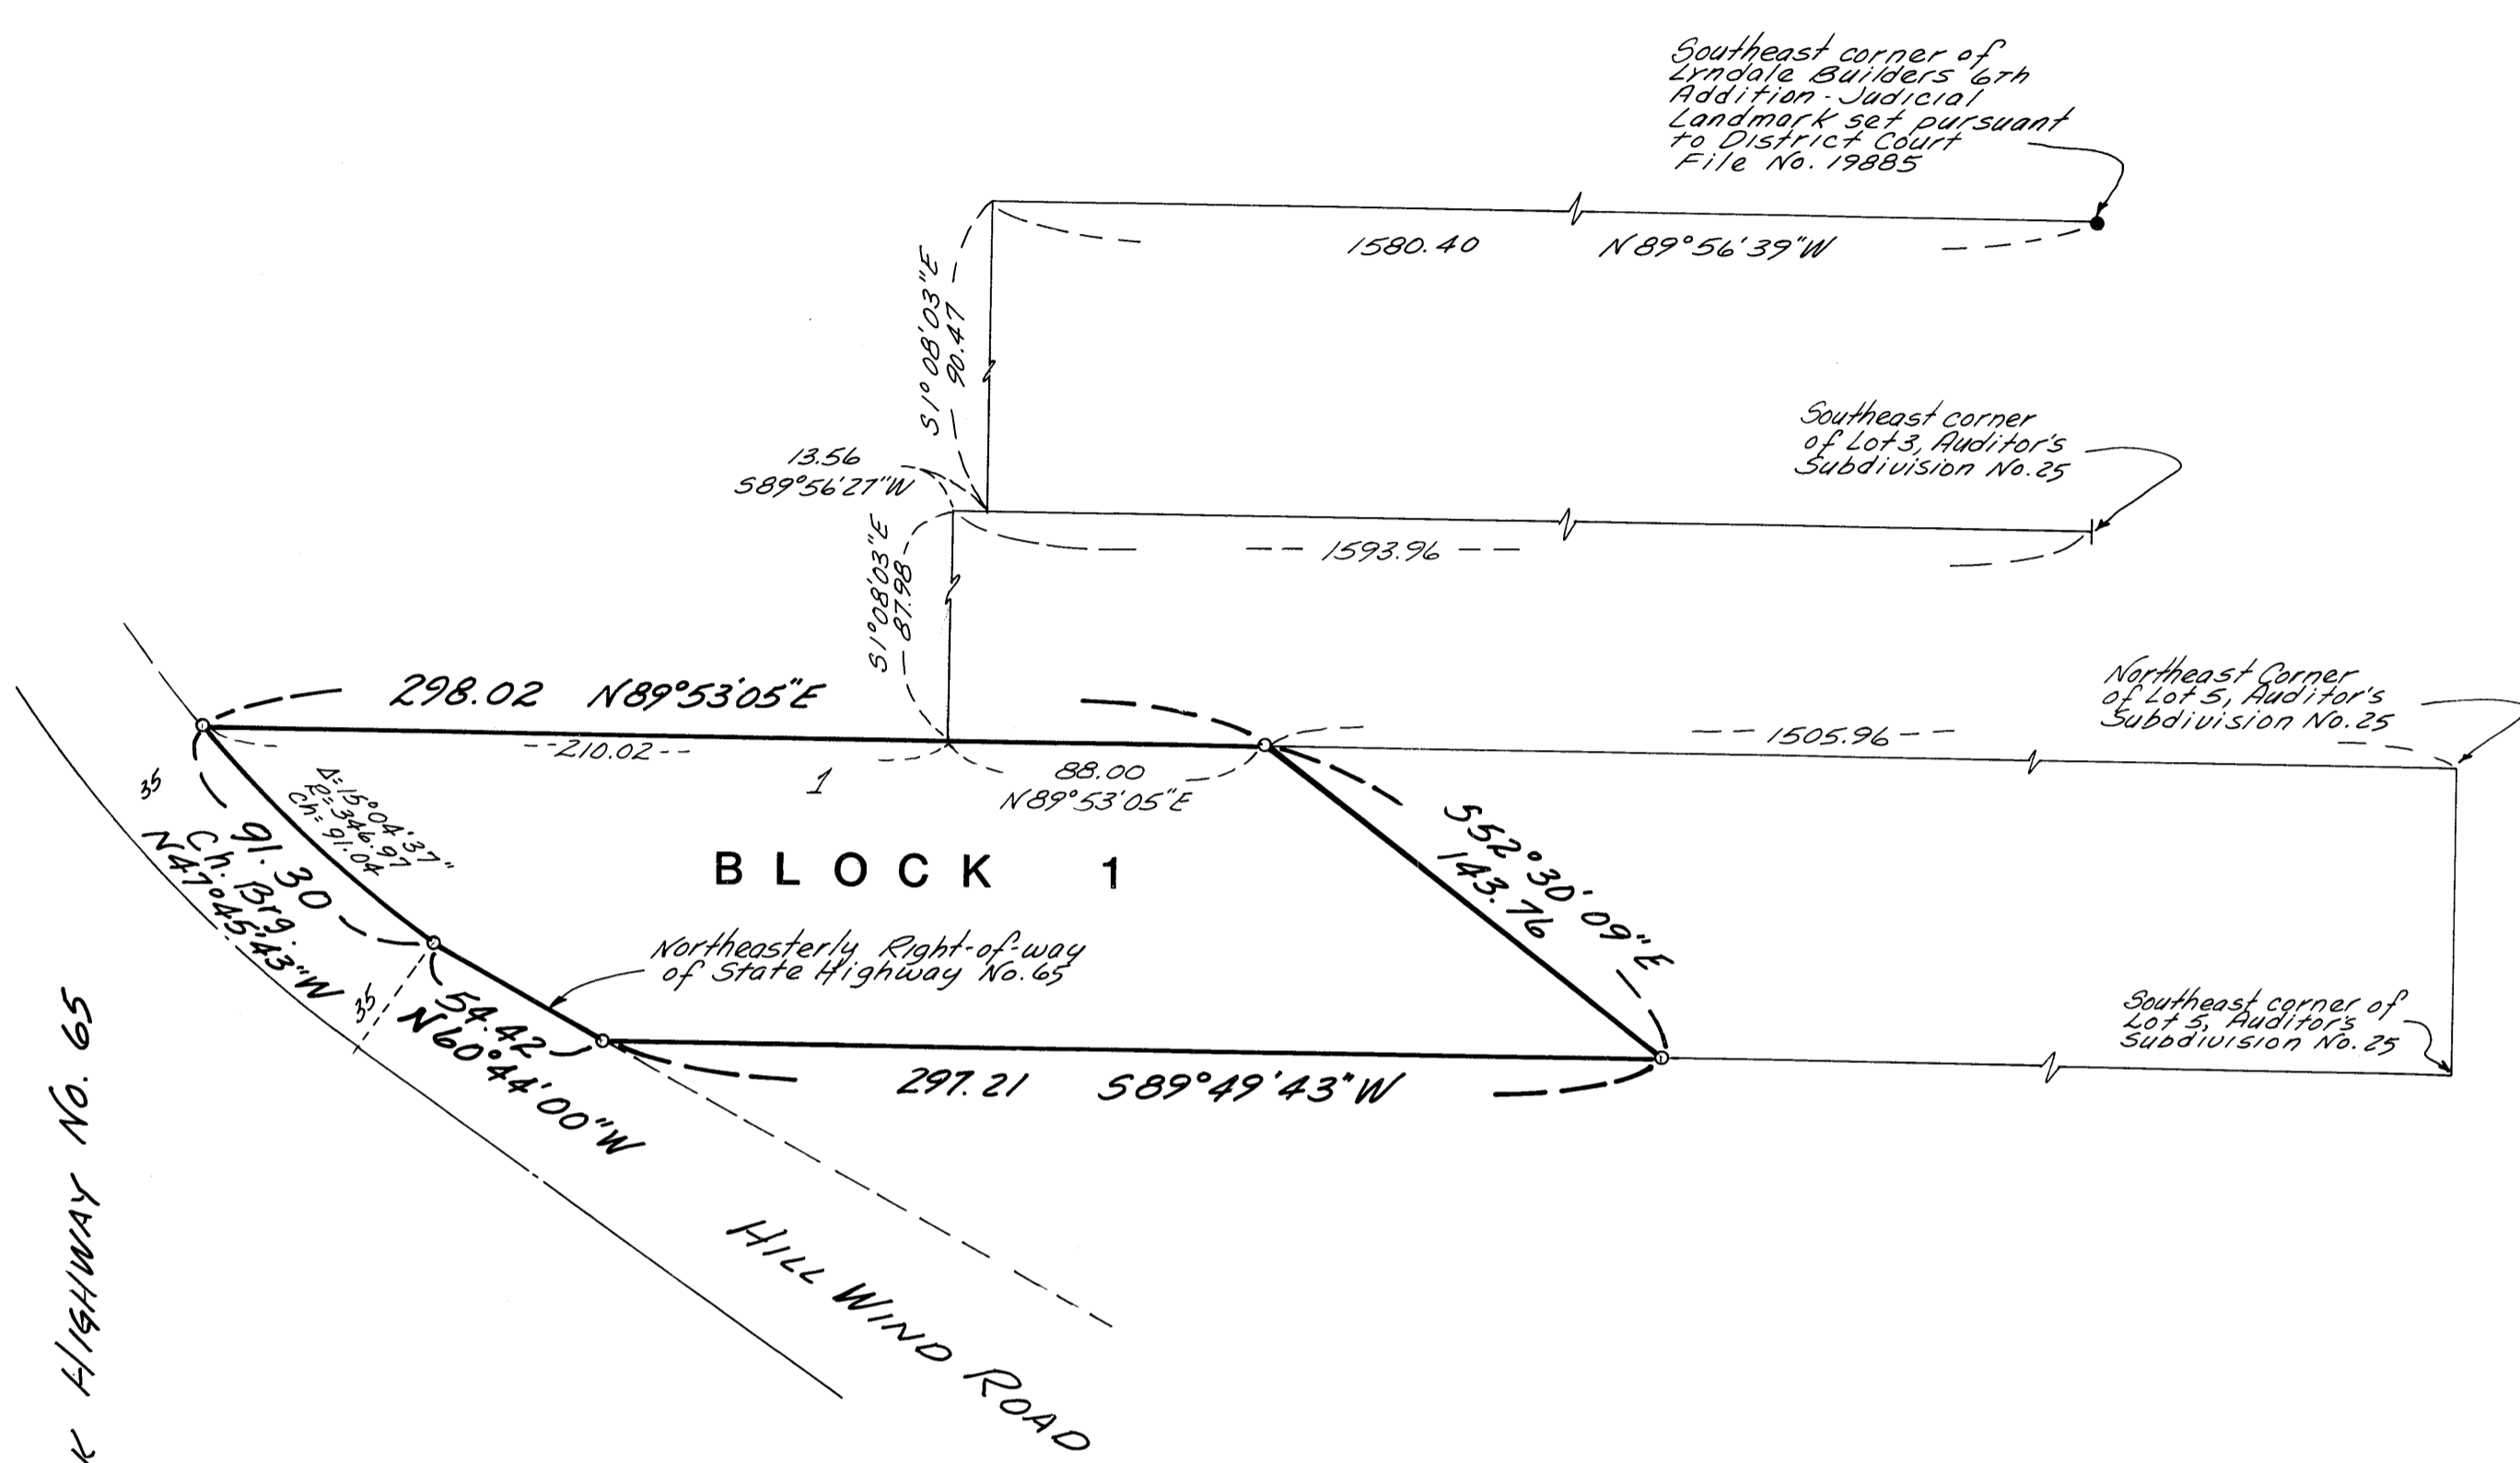 Southeast corner of
Lyndale Builders 6th
Addition - Judicial
Landmark set pursuant
to District Court
File No. 19885
1580.40 N89°56'39"W
S1°08'03"E
90.47
Southeast corner
of Lot 3, Auditor's
Subdivision No. 25
13.56
S89°56'27"W
1593.96
S1°08'03"E
87.98
Northeast Corner
of Lot 5, Auditor's
Subdivision No. 25
298.02 N89°53'05"E
210.02
1505.96
1
88.00
N89°53'05"E
35
Δ=15°04'37"
R=346.97
Ch=91.04
91.30
Ch. Brg.
N47°45'43"W
S52°30'09"E
143.76
BLOCK 1
Northeasterly Right-of-way
of State Highway No. 65
35
54.42
N60°44'00"W
Southeast corner of
Lot 5, Auditor's
Subdivision No. 25
297.21 S89°49'43"W
HILL WIND ROAD
K HIGHWAY No. 65